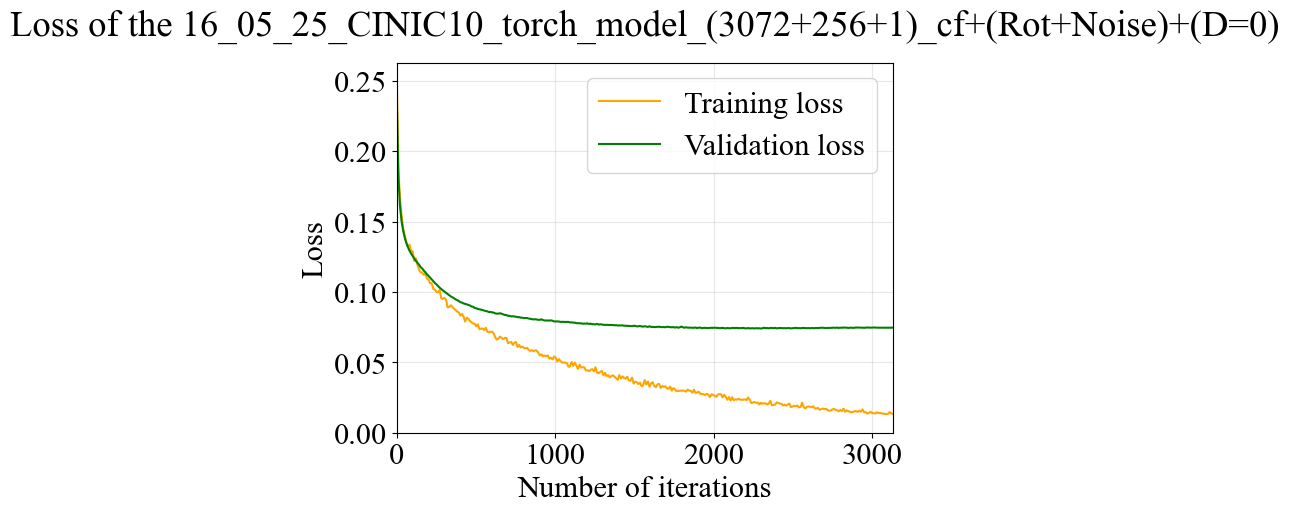 Loss of the 16_05_25_CINIC10_torch_model_(3072+256+1)_cf+(Rot+Noise)+(D=0)
0.25
0.20
0.15
0.10
0.05
0.00
Loss
Training loss
Validation loss
0 1000 2000 3000
Number of iterations